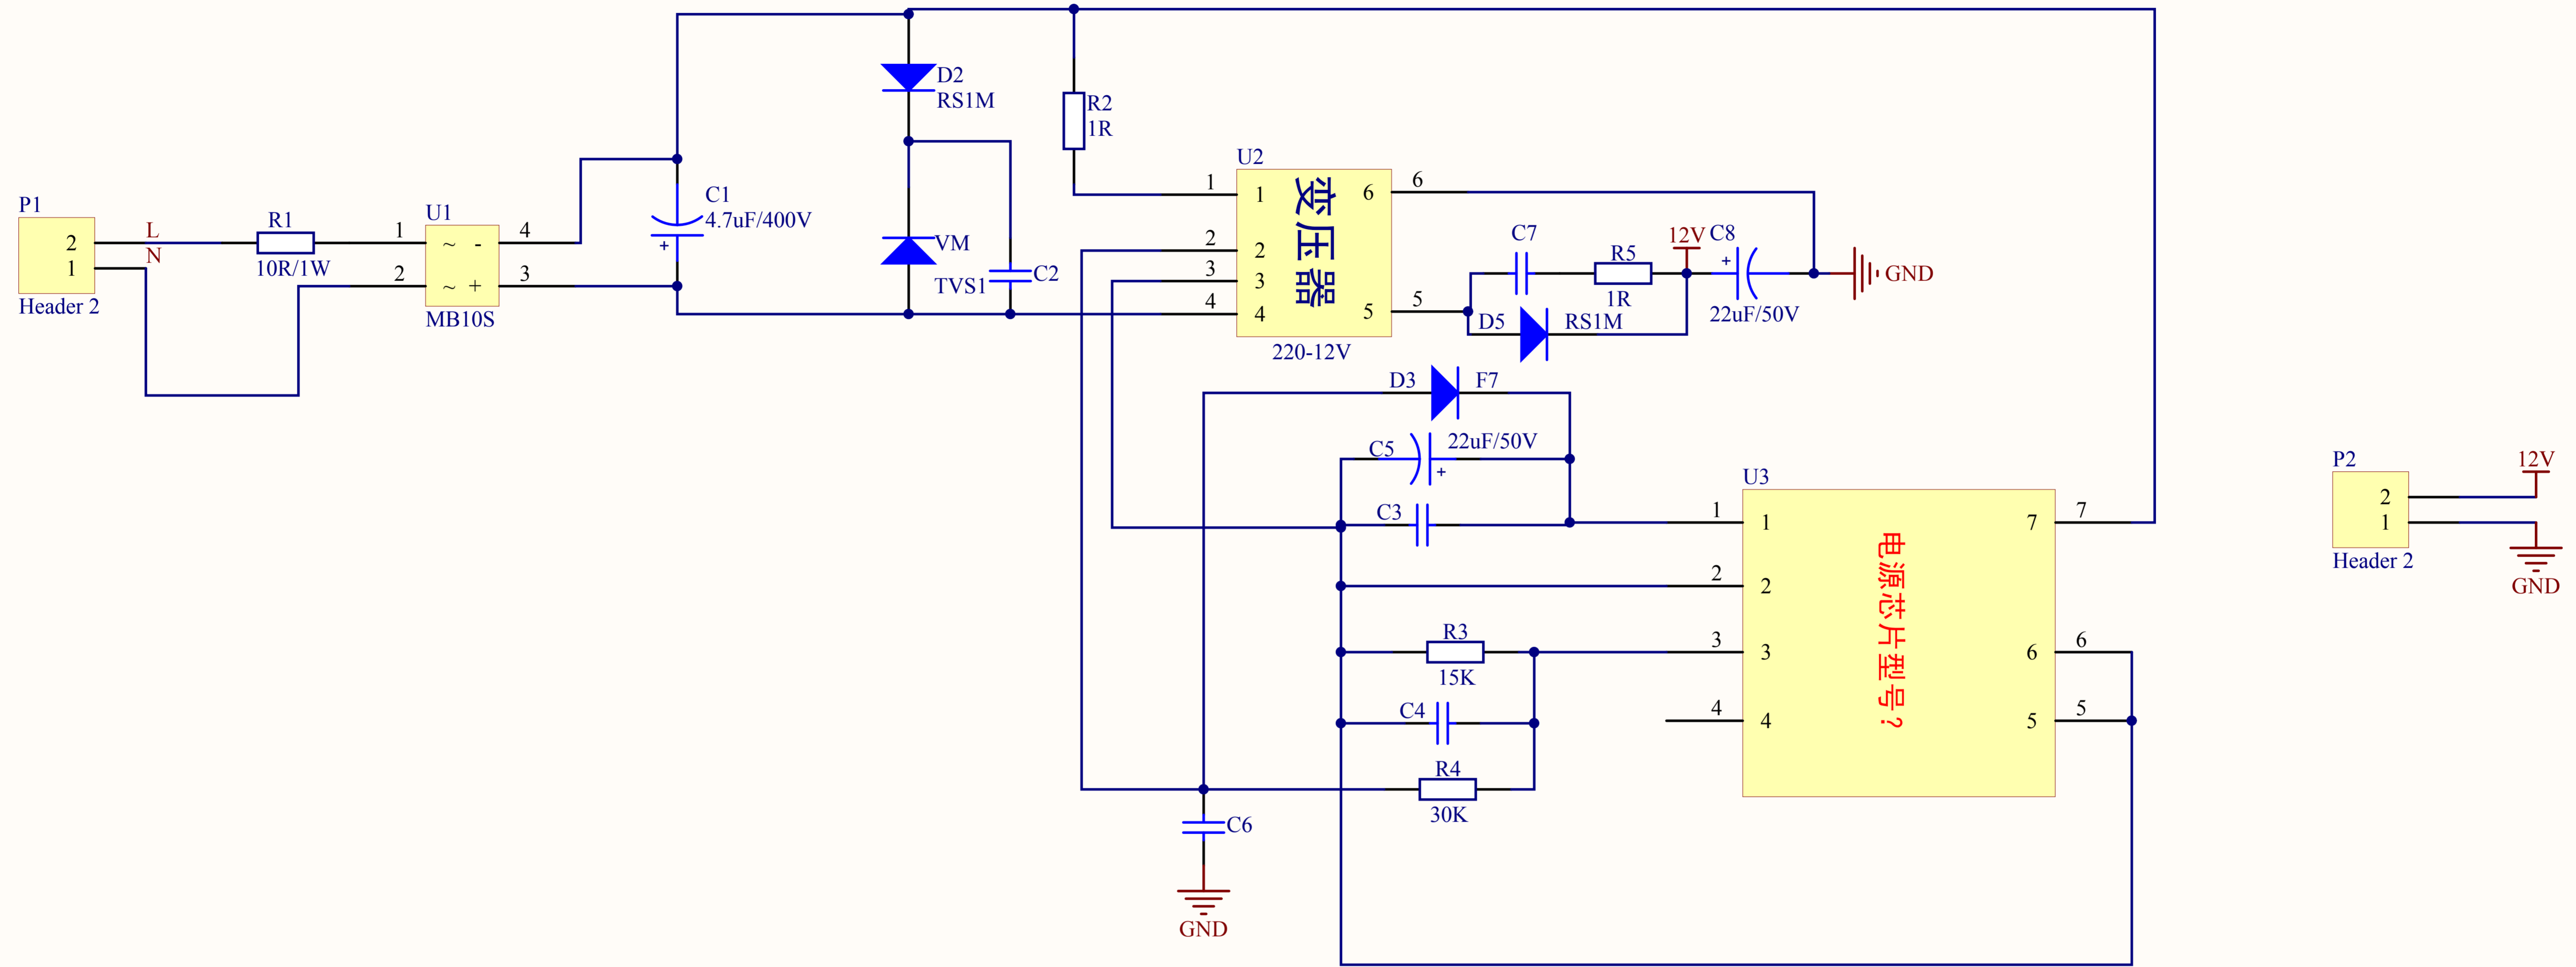 P1
2
1
Header 2
L
N
R1
10R/1W
1
2
U1
~ -
~ +
MB10S
4
3
C1
4.7uF/400V
+
D2
RS1M
VM
TVS1
C2
R2
1R
U2
1
2
3
4
1
2
3
4
变压器
6
5
6
5
220-12V
C7
R5
1R
12V
C8
+
22uF/50V
GND
D5
RS1M
D3
F7
C5
22uF/50V
+
C3
R3
15K
C4
R4
30K
C6
GND
U3
1
2
3
4
1
2
3
4
电源芯片型号?
7
6
5
7
6
5
P2
2
1
Header 2
12V
GND